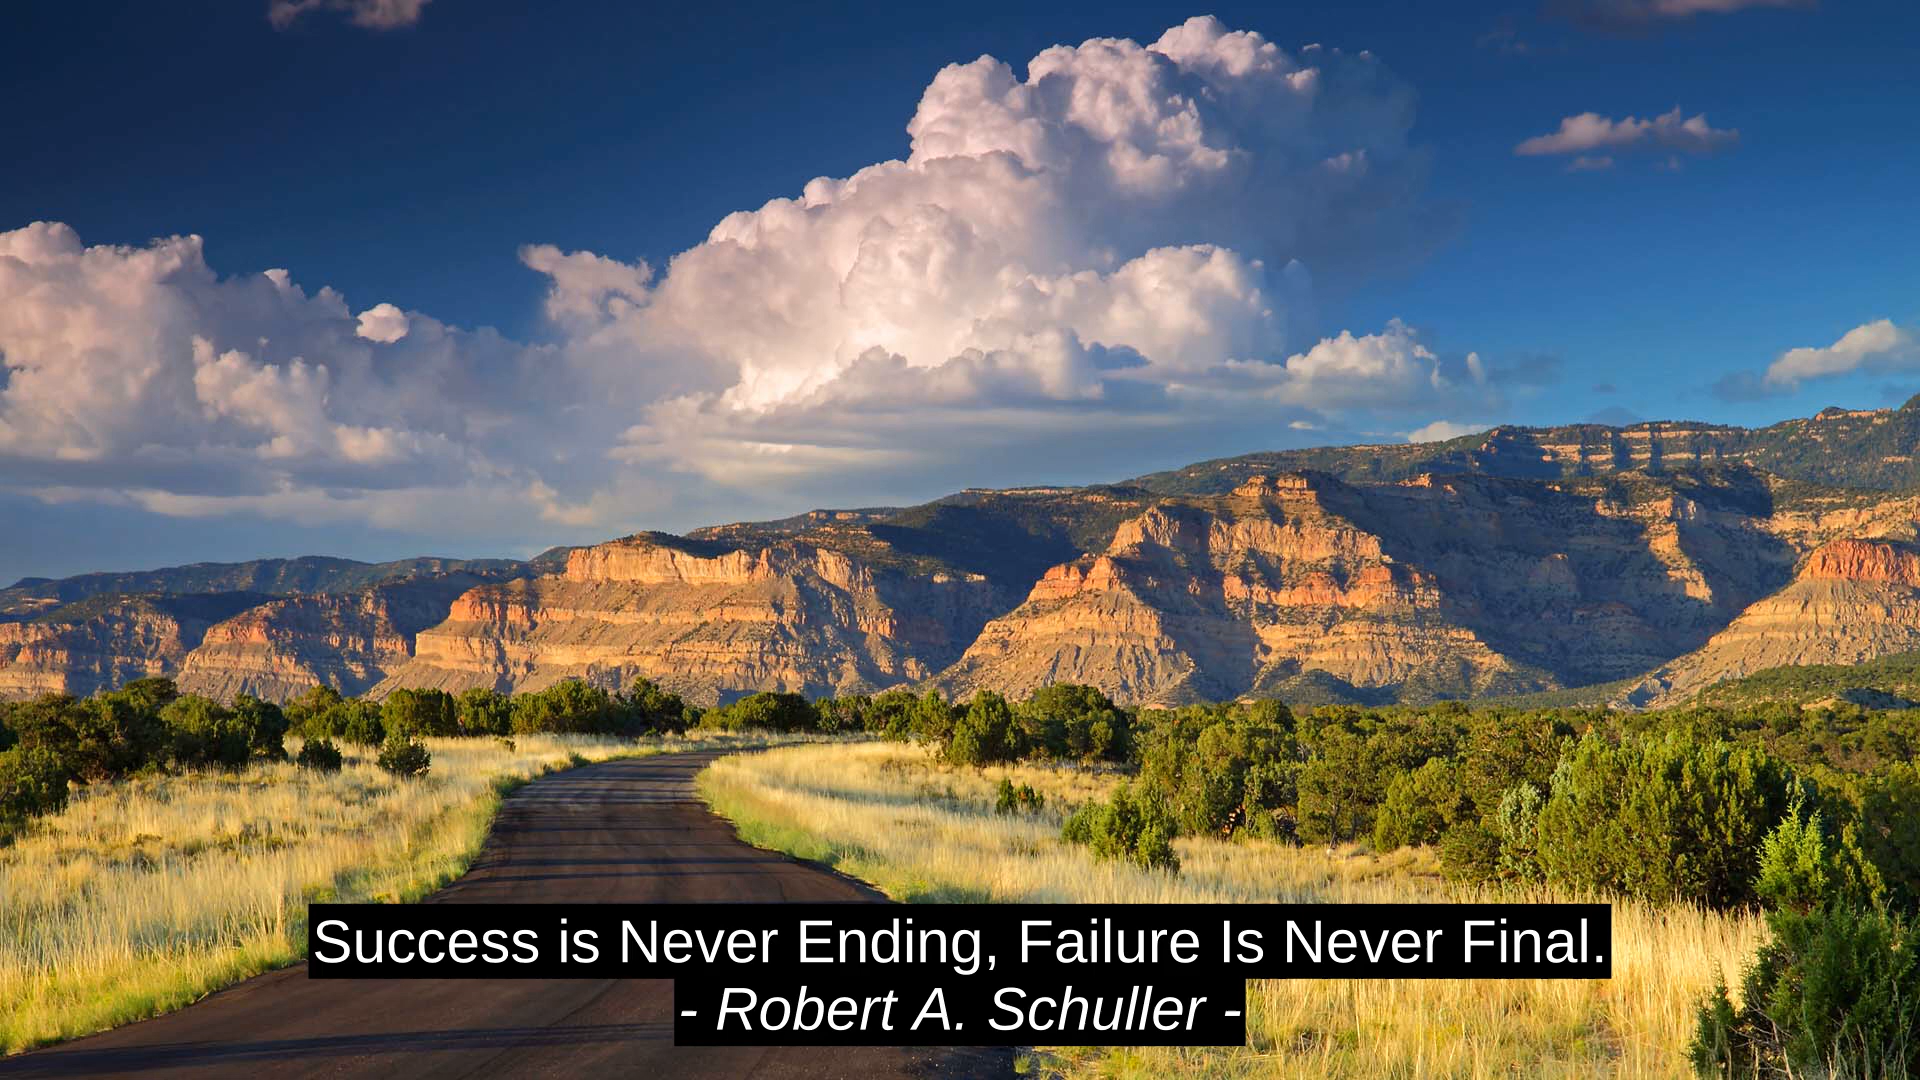 Success is Never Ending, Failure Is Never Final.
- Robert A. Schuller -